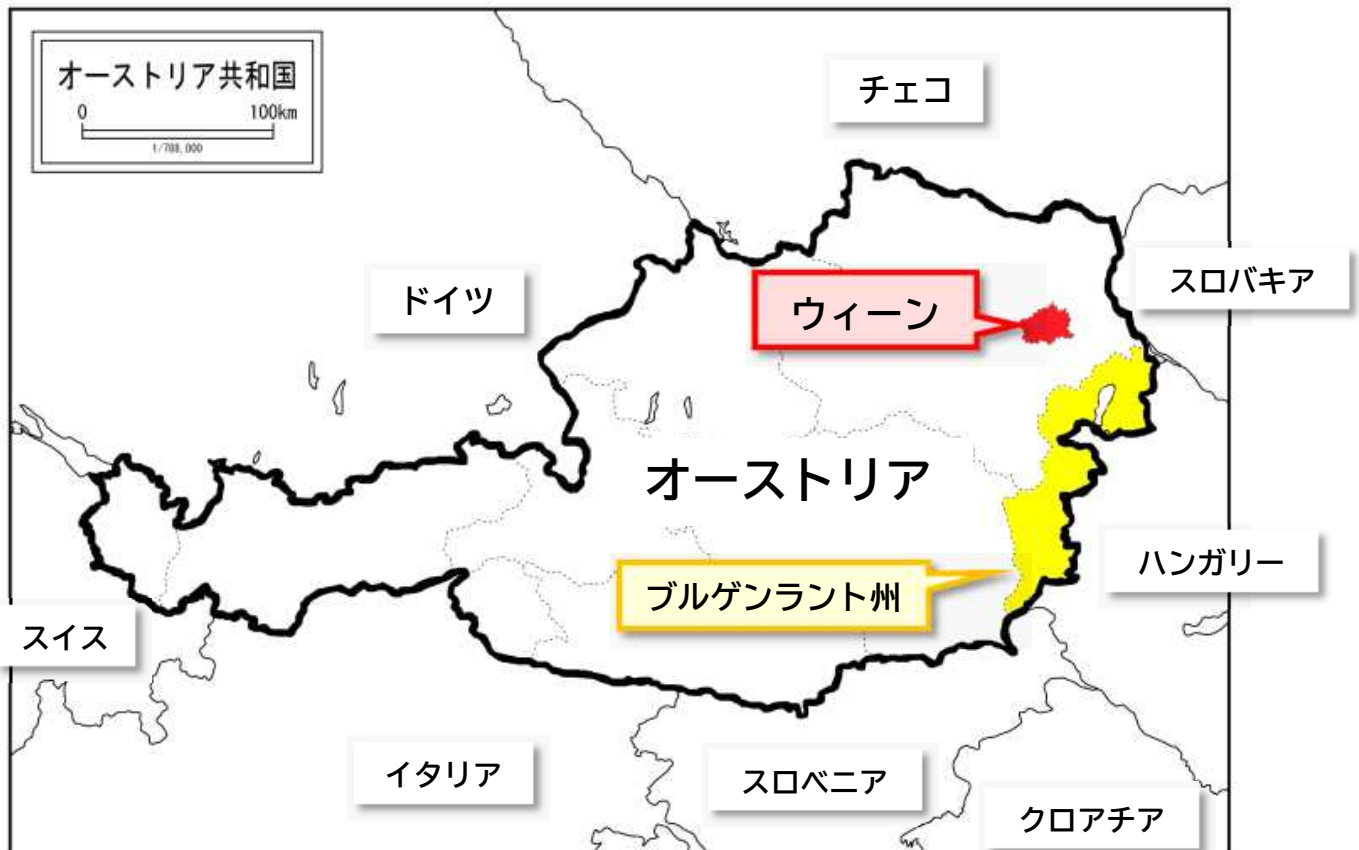 オーストリア共和国
0 100km
1/788,000
チェコ
スロバキア
ドイツ
ウィーン
オーストリア
ハンガリー
ブルゲンラント州
スイス
イタリア
スロベニア
クロアチア